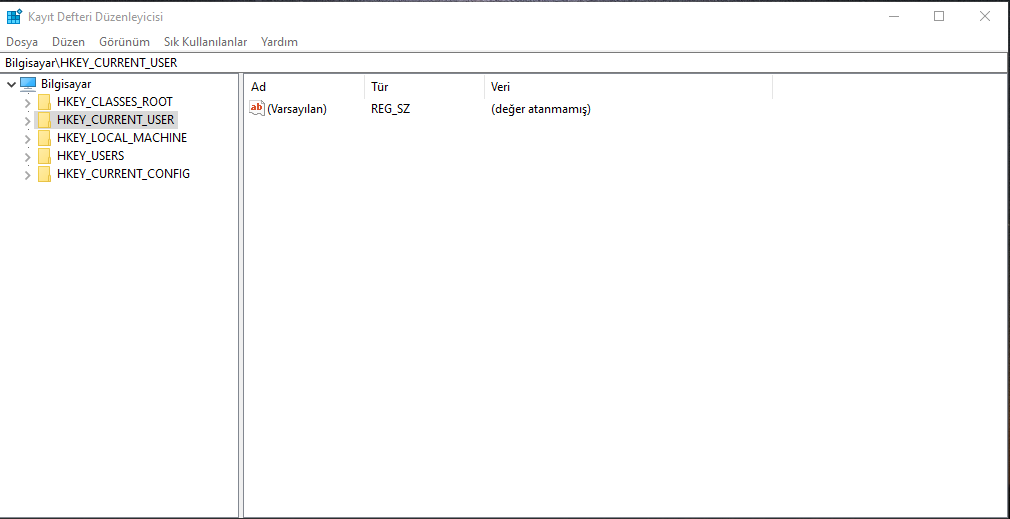 Kayıt Defteri Düzenleyicisi
Dosya Düzen Görünüm Sık Kullanılanlar Yardım
Bilgisayar\HKEY_CURRENT_USER
Bilgisayar
HKEY_CLASSES_ROOT
HKEY_CURRENT_USER
HKEY_LOCAL_MACHINE
HKEY_USERS
HKEY_CURRENT_CONFIG
Ad Tür Veri
ab (Varsayılan) REG_SZ (değer atanmamış)